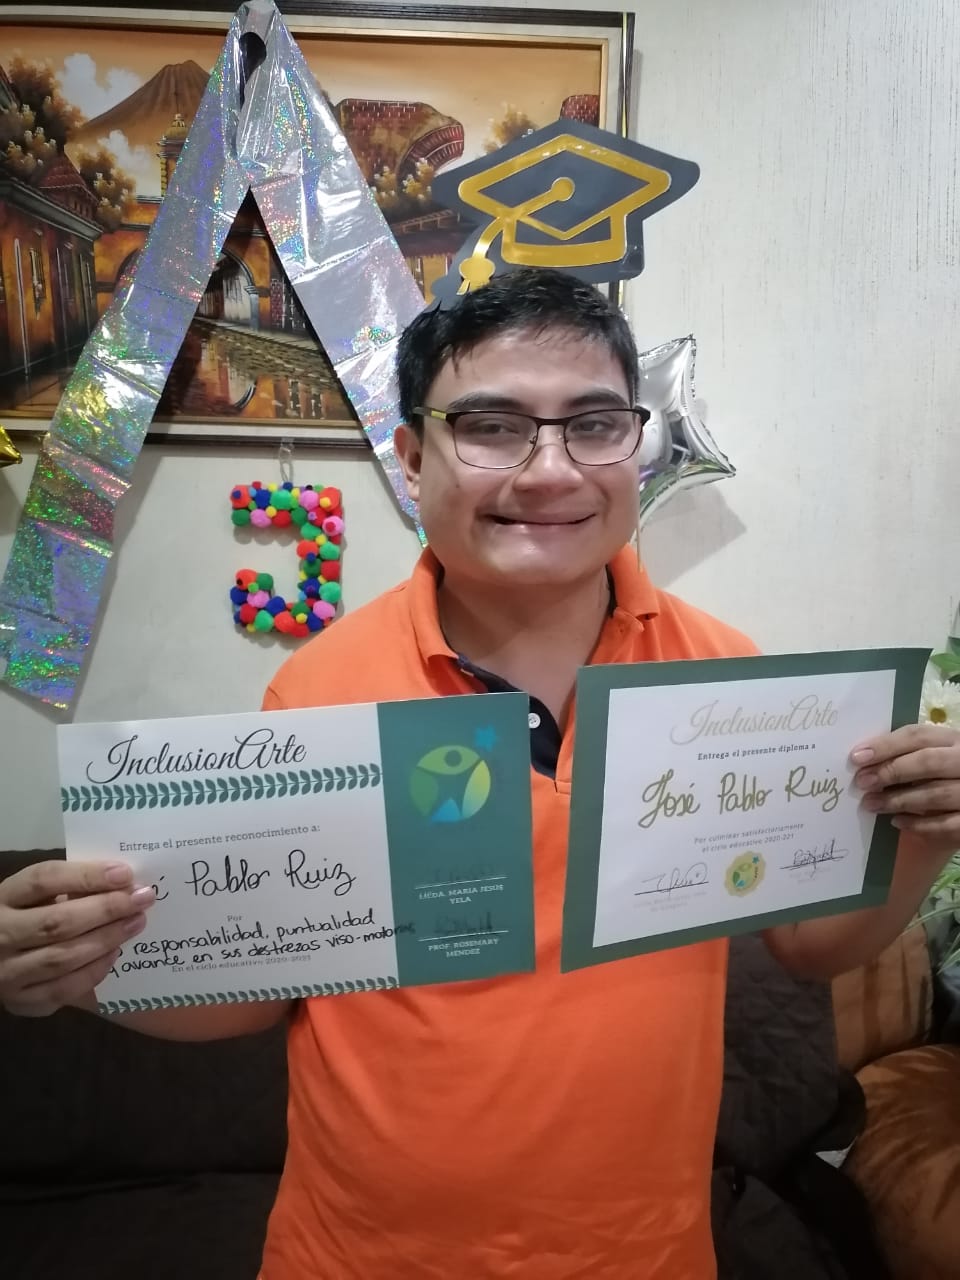 InclusionArte
Entrega el presente reconocimiento a:
é Pablo Ruiz
Por
responsabilidad, puntualidad
y avance en sus destrezas viso-motoras
En el ciclo educativo 2020-2021
LICDA. MARIA JESUS
YELA
PROF. ROSEMARY
MENDEZ
InclusionArte
Entrega el presente diploma a
José Pablo Ruiz
Por culminar satisfactoriamente
el ciclo educativo 2020-221
J